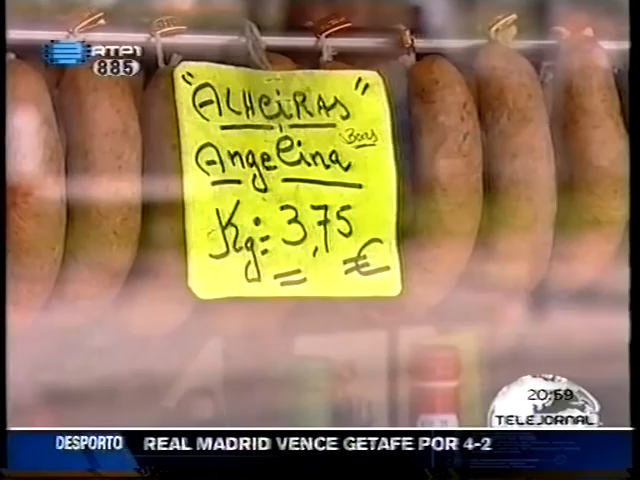 RTP1
885
"ALHEIRAS"
Boas
Angelina
Kg: 3,75
€
20:59
TELEJORNAL
DESPORTO REAL MADRID VENCE GETAFE POR 4-2